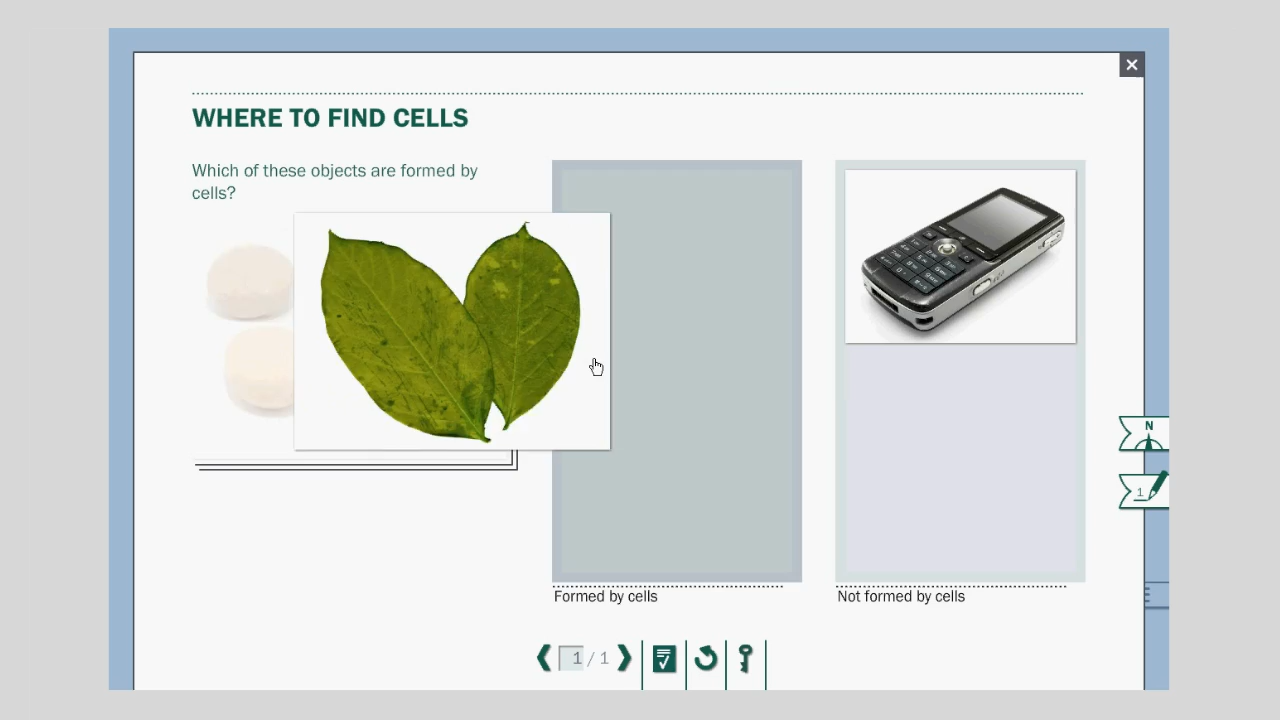 WHERE TO FIND CELLS
Which of these objects are formed by
cells?
N
1
Formed by cells
Not formed by cells
1 / 1